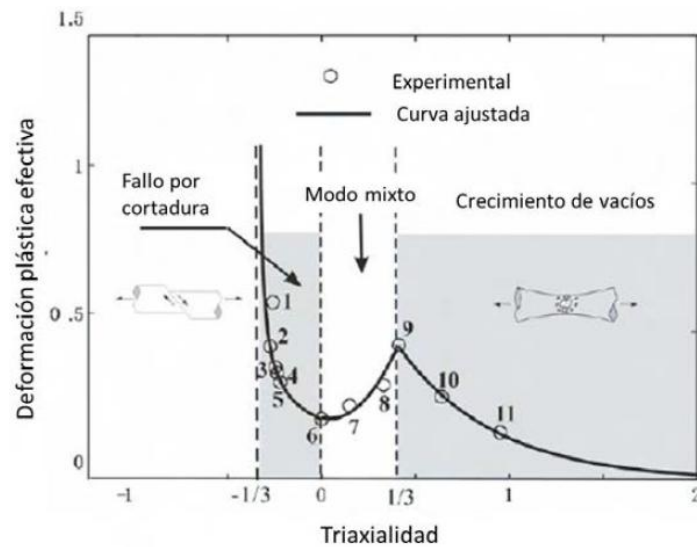 1.5
Experimental
Curva ajustada
1
Fallo por
cortadura
Modo mixto
Crecimiento de vacíos
Deformación plástica efectiva
0.5
1
2
3
4
5
6
7
8
9
10
11
0
-1
-1/3
0
1/3
1
2
Triaxialidad